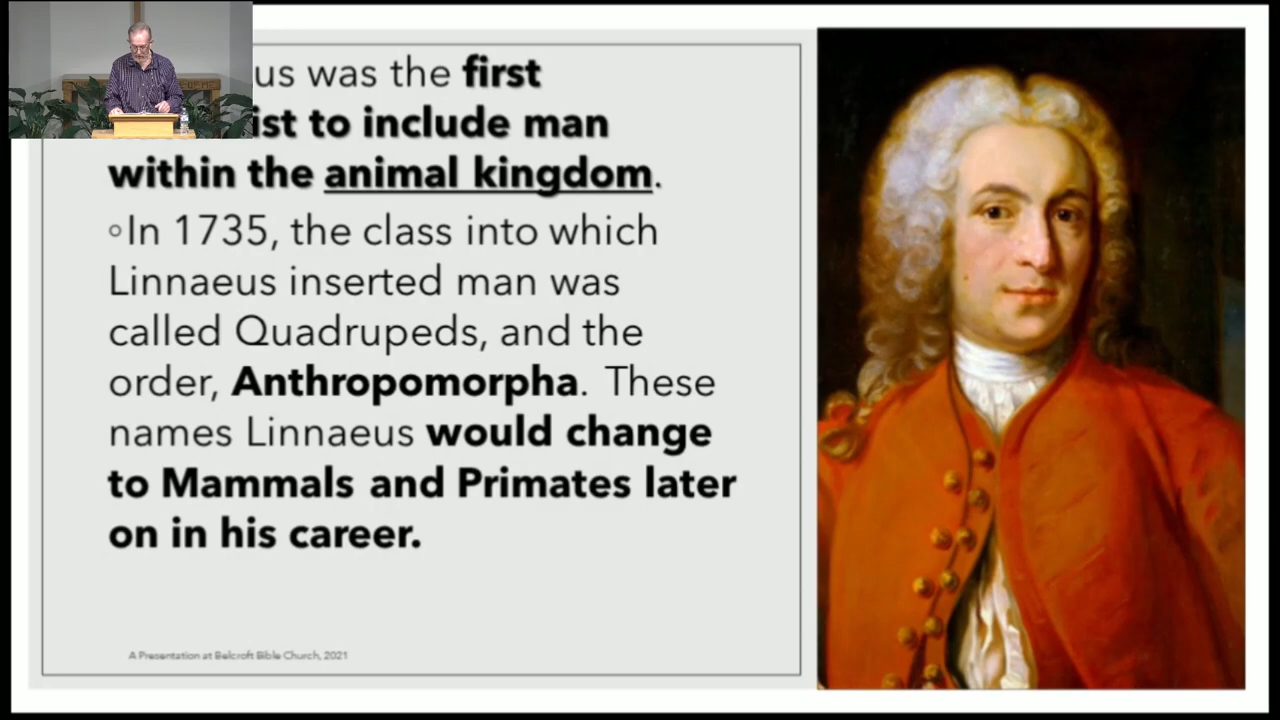 us was the first
ist to include man
within the animal kingdom.
◦In 1735, the class into which
Linnaeus inserted man was
called Quadrupeds, and the
order, Anthropomorpha. These
names Linnaeus would change
to Mammals and Primates later
on in his career.
A Presentation at Belcroft Bible Church, 2021